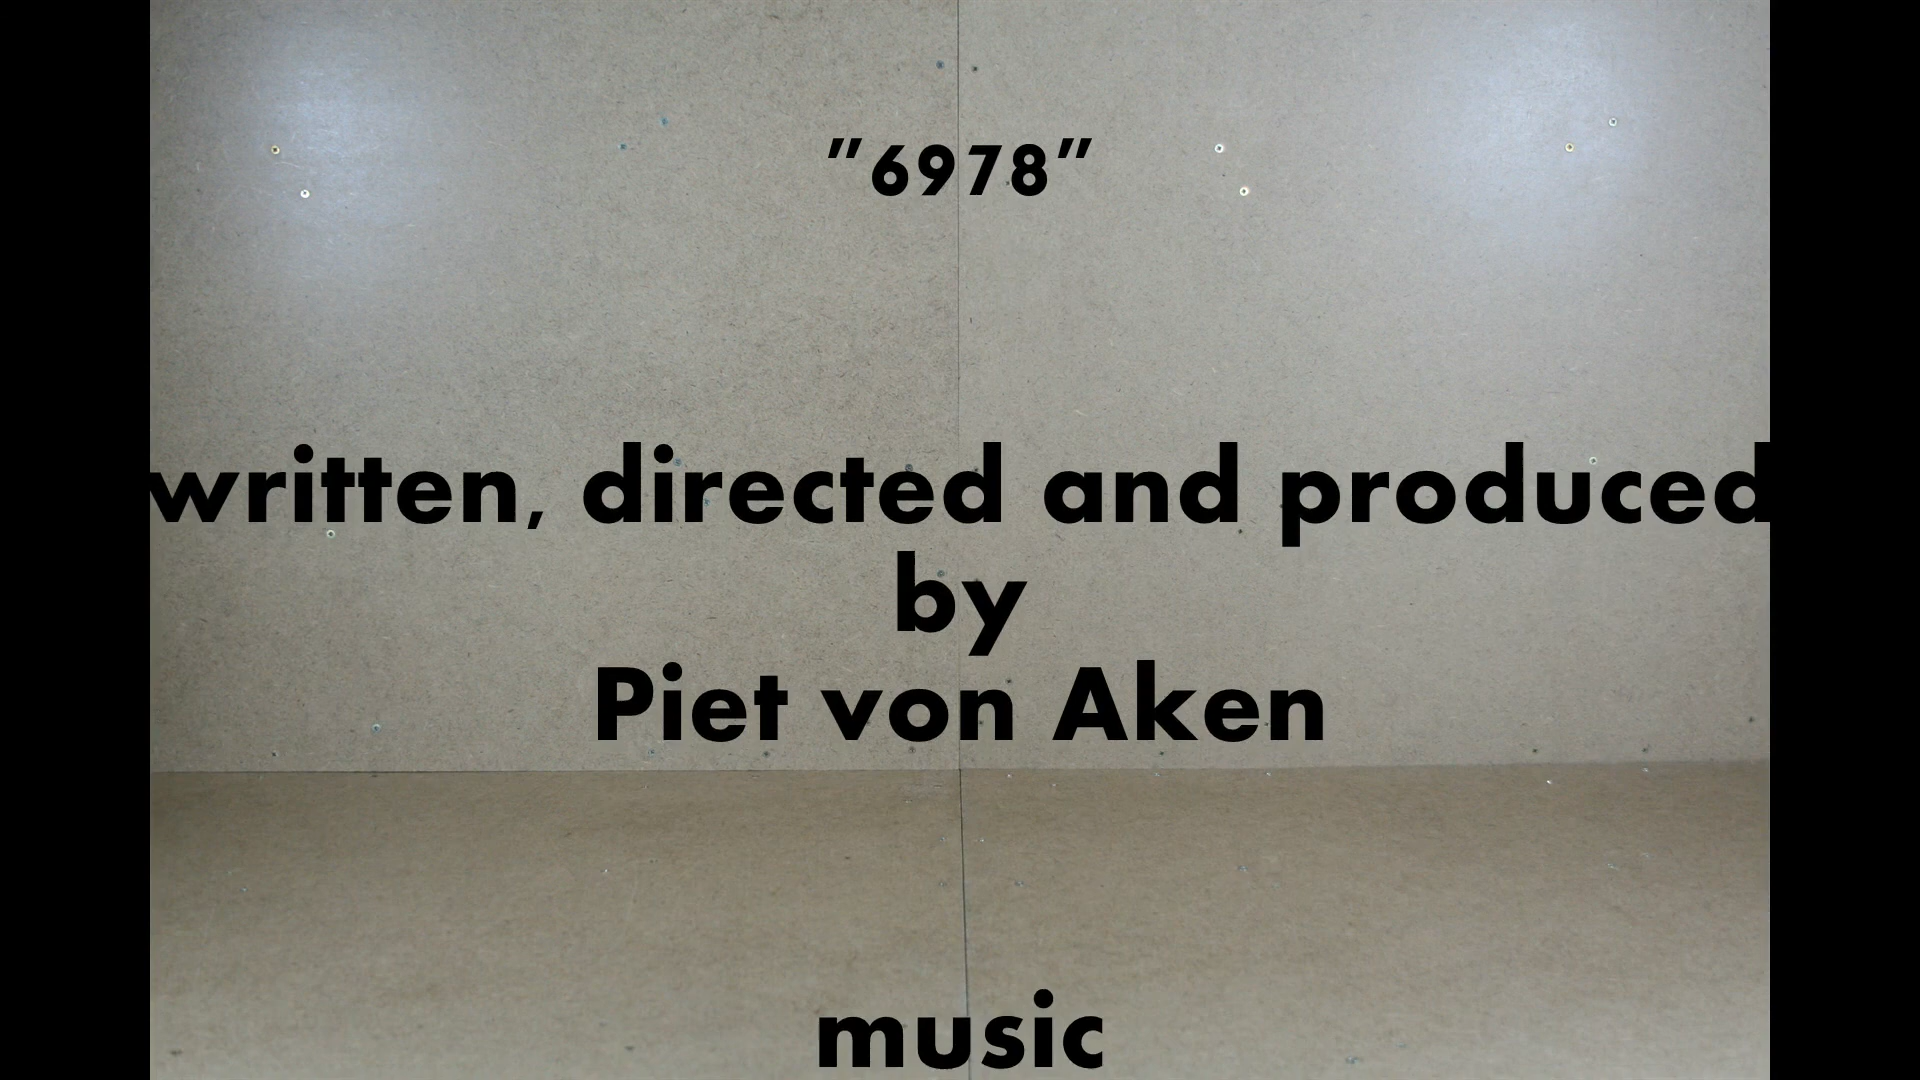 "6978"
written, directed and produced
by
Piet von Aken
music